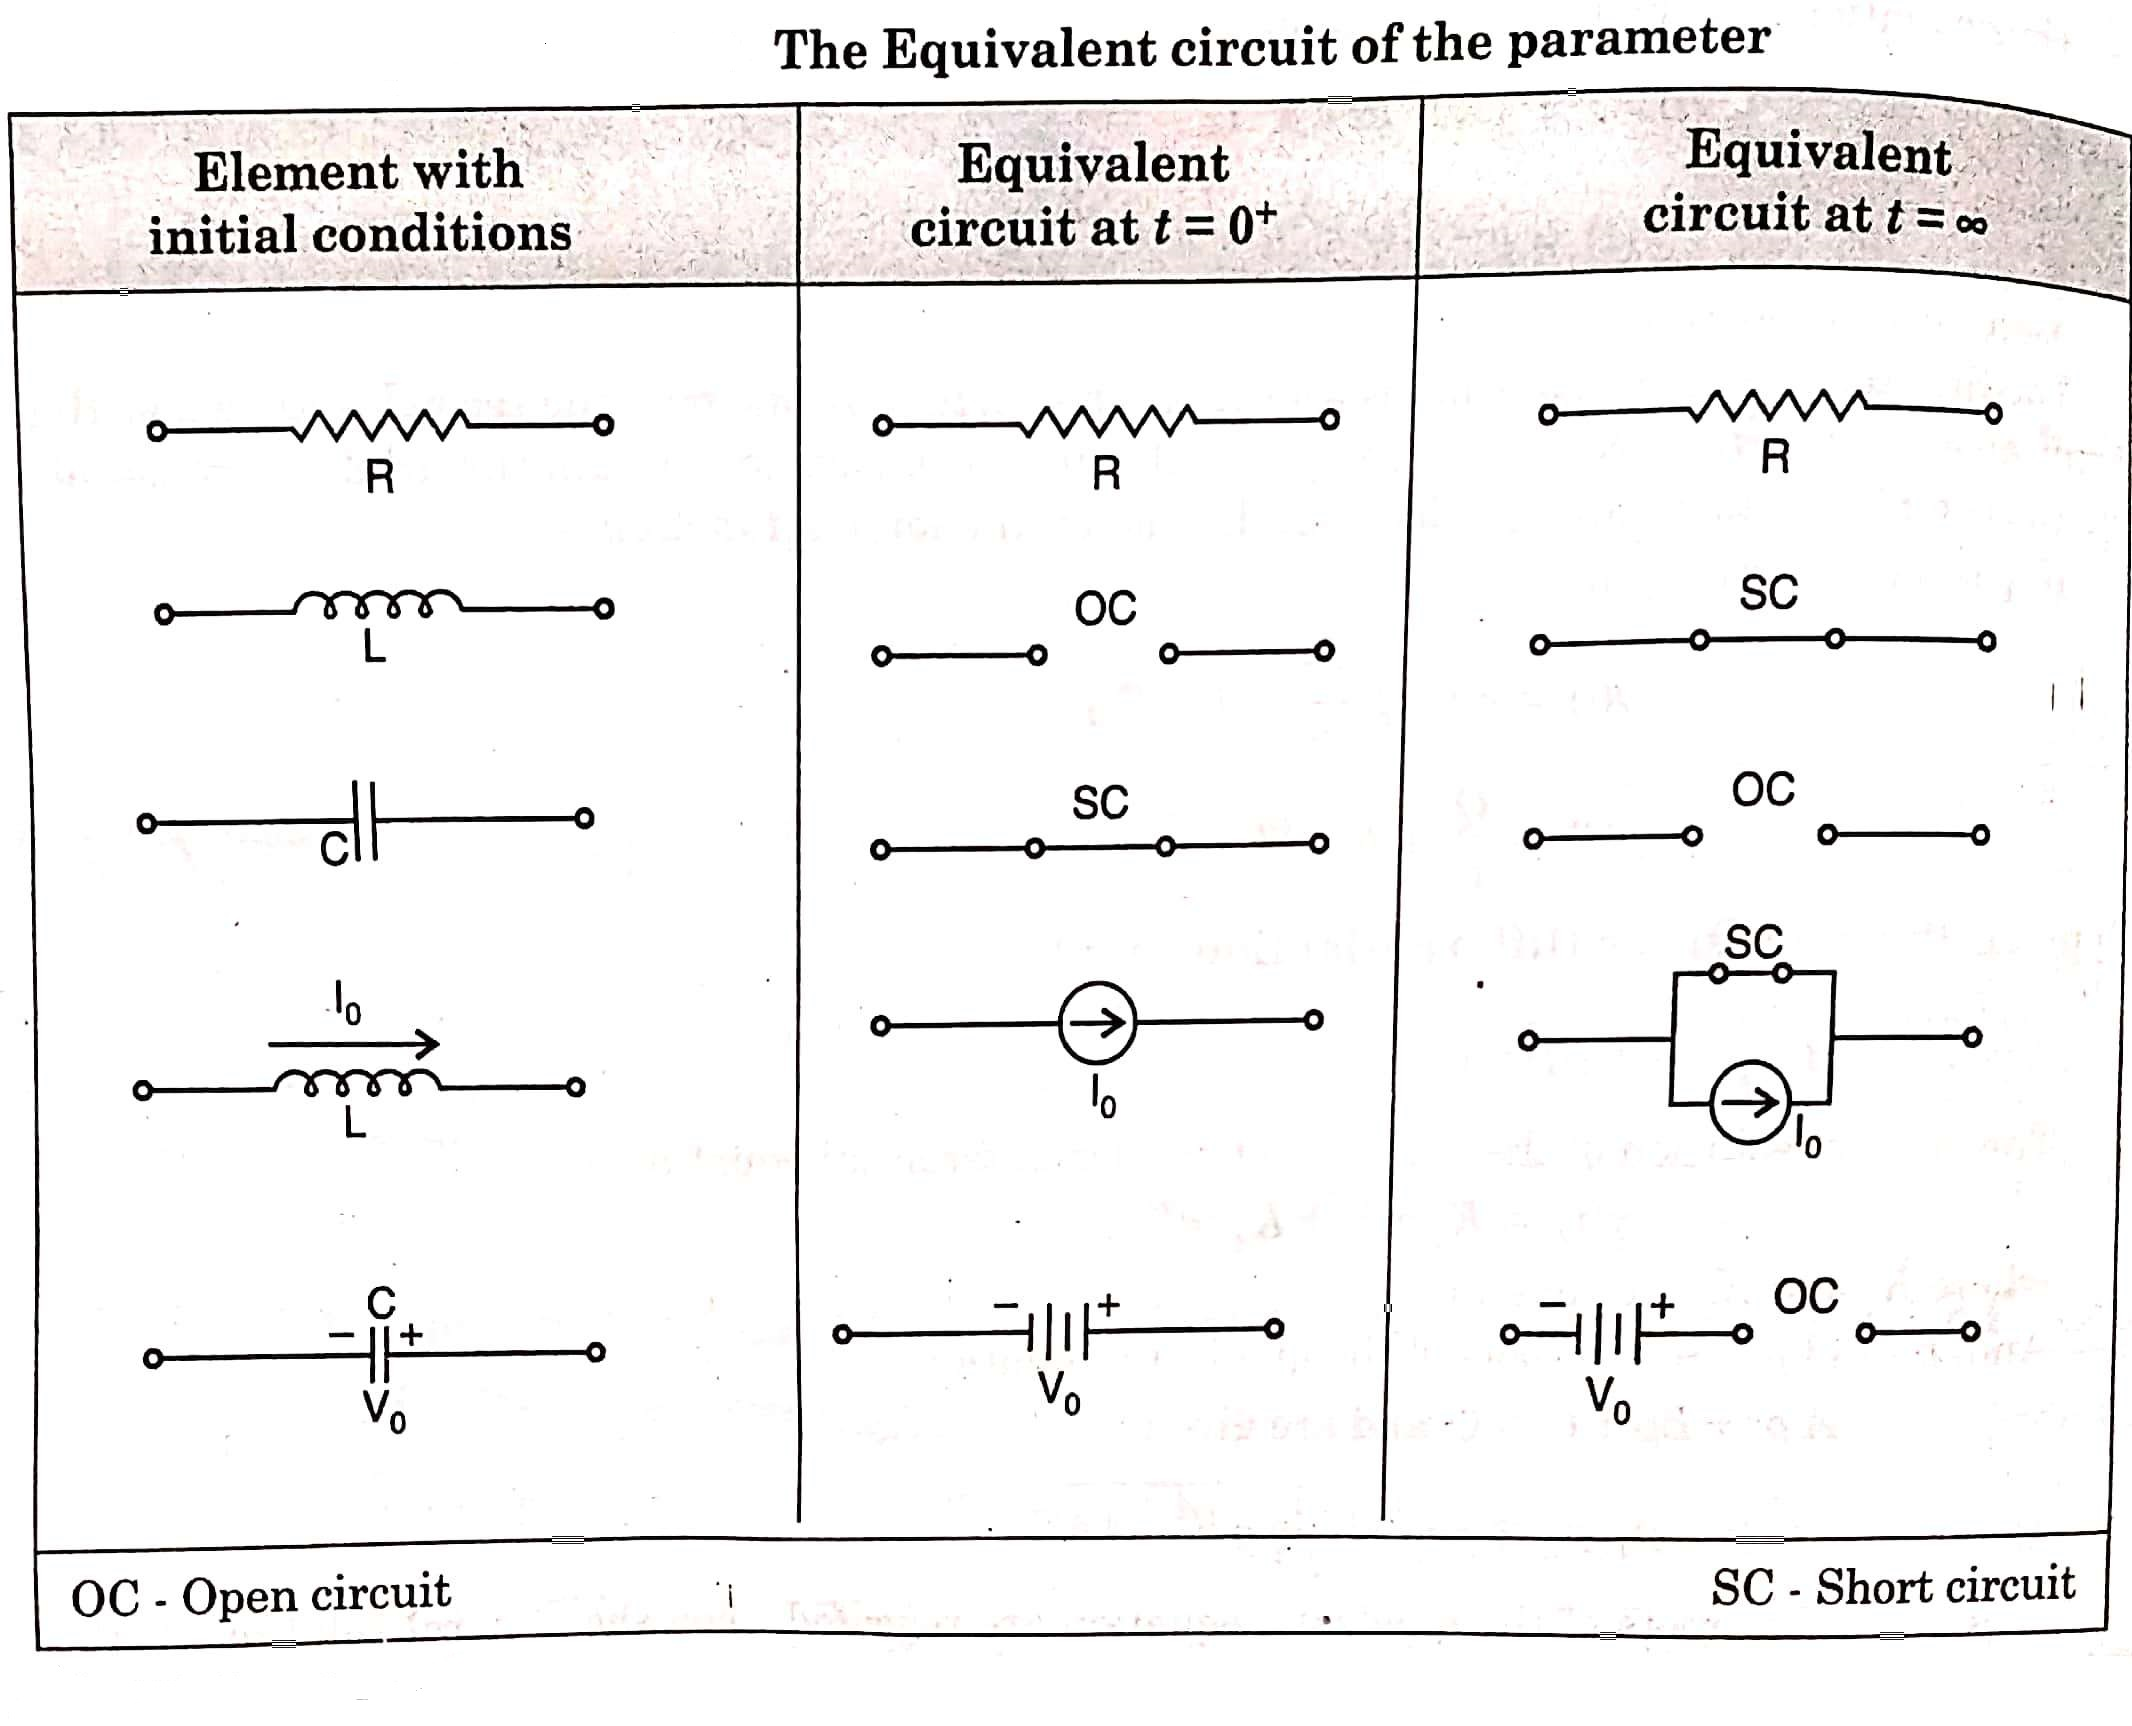 The Equivalent circuit of the parameter
Element with
initial conditions
Equivalent
circuit at t = 0⁺
Equivalent
circuit at t = ∞
R
R
R
L
OC
SC
C
SC
OC
I₀
L
I₀
SC
I₀
C
− +
V₀
− +
V₀
− +
OC
V₀
OC - Open circuit
SC - Short circuit